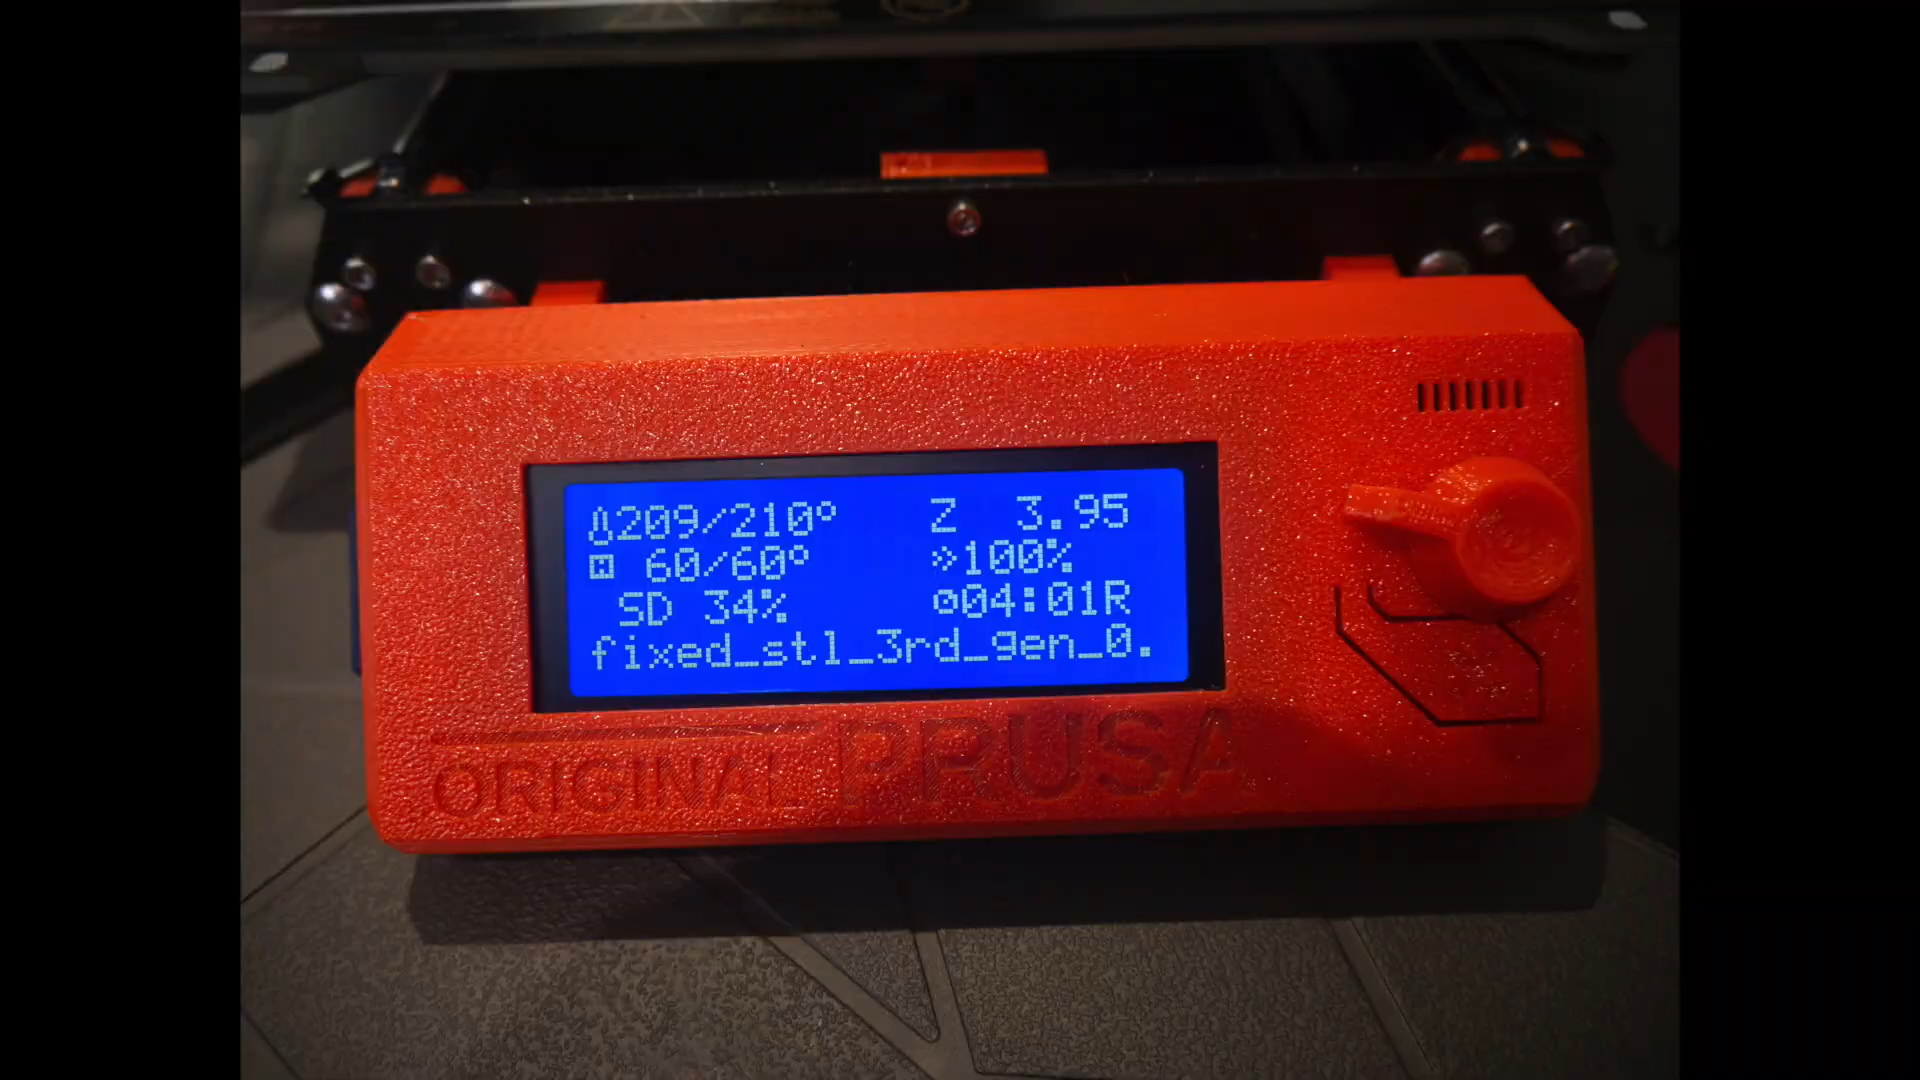 209/210° Z 3.95
60/60° 100%
SD 34% 04:01R
fixed_stl_3rd_gen_0.
ORIGINAL PRUSA